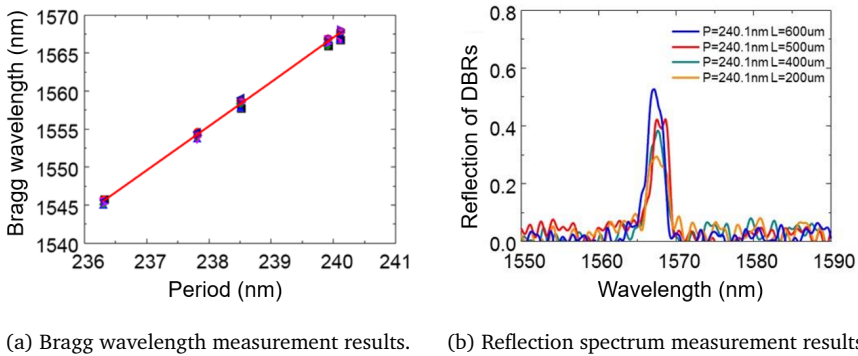 1570
1565
1560
1555
1550
1545
1540
Bragg wavelength (nm)
236 237 238 239 240 241
Period (nm)
0.8
0.6
0.4
0.2
0.0
Reflection of DBRs
P=240.1nm L=600um
P=240.1nm L=500um
P=240.1nm L=400um
P=240.1nm L=200um
1550 1560 1570 1580 1590
Wavelength (nm)
(a) Bragg wavelength measurement results.
(b) Reflection spectrum measurement results